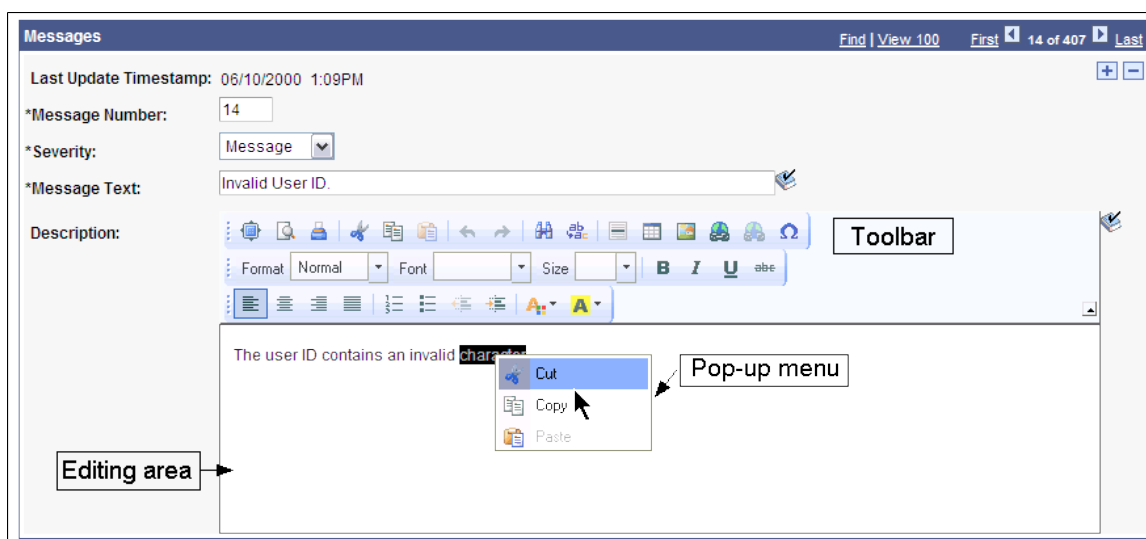 Messages Find | View 100 First 14 of 407 Last
Last Update Timestamp: 06/10/2000 1:09PM
*Message Number: 14
*Severity: Message
*Message Text: Invalid User ID.
Description:
Toolbar
Format Normal Font Size B I U abc
A A
The user ID contains an invalid character
Cut
Pop-up menu
Copy
Paste
Editing area